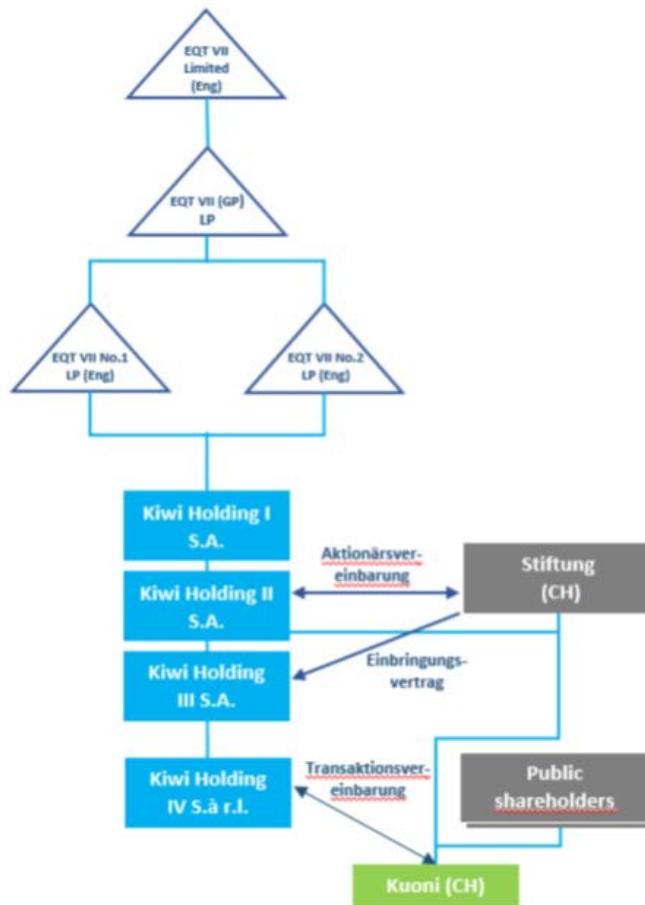 EQT VII
Limited
(Eng)
EQT VII (GP)
LP
EQT VII No.1
LP (Eng)
EQT VII No.2
LP (Eng)
Kiwi Holding I
S.A.
Aktionärsver-
einbarung
Stiftung
(CH)
Kiwi Holding II
S.A.
Einbringungs-
vertrag
Kiwi Holding
III S.A.
Kiwi Holding
IV S.à r.l.
Transaktionsver-
einbarung
Public
shareholders
Kuoni (CH)